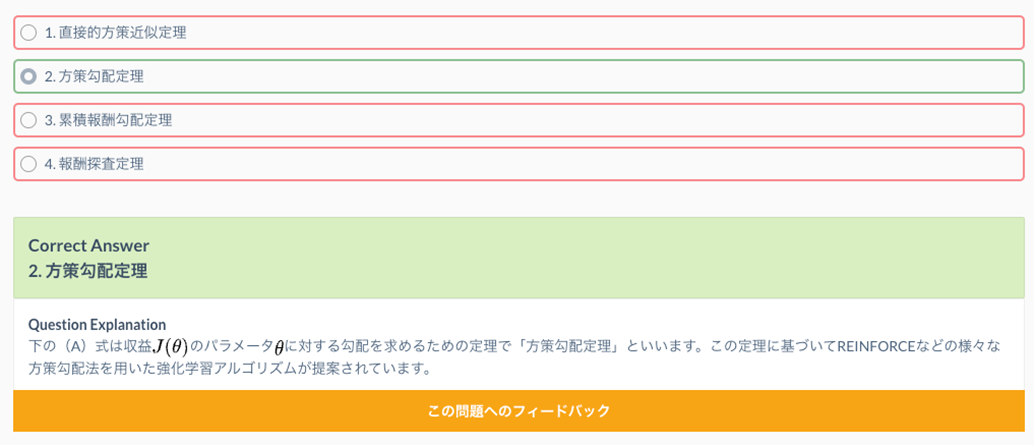 1. 直接的方策近似定理
2. 方策勾配定理
3. 累積報酬勾配定理
4. 報酬探査定理
Correct Answer
2. 方策勾配定理
Question Explanation
下の（A）式は収益J(θ)のパラメータθに対する勾配を求めるための定理で「方策勾配定理」といいます。この定理に基づいてREINFORCEなどの様々な
方策勾配法を用いた強化学習アルゴリズムが提案されています。
この問題へのフィードバック